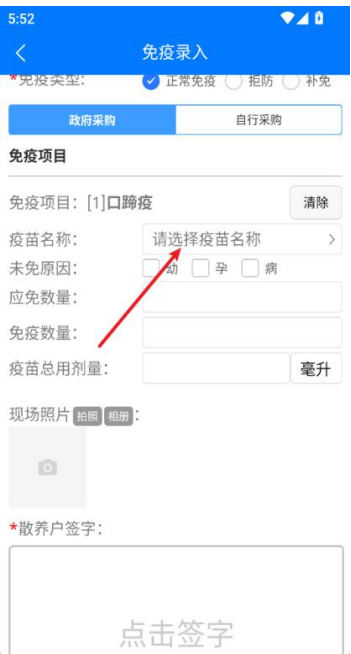 5:52
免疫录入
*免疫类型: 正常免疫 拒防 补免
政府采购 自行采购
免疫项目
免疫项目: [1]口蹄疫 清除
疫苗名称: 请选择疫苗名称
未免原因: 幼 孕 病
应免数量:
免疫数量:
疫苗总用剂量: 毫升
现场照片 拍照 相册 :
*散养户签字:
点击签字